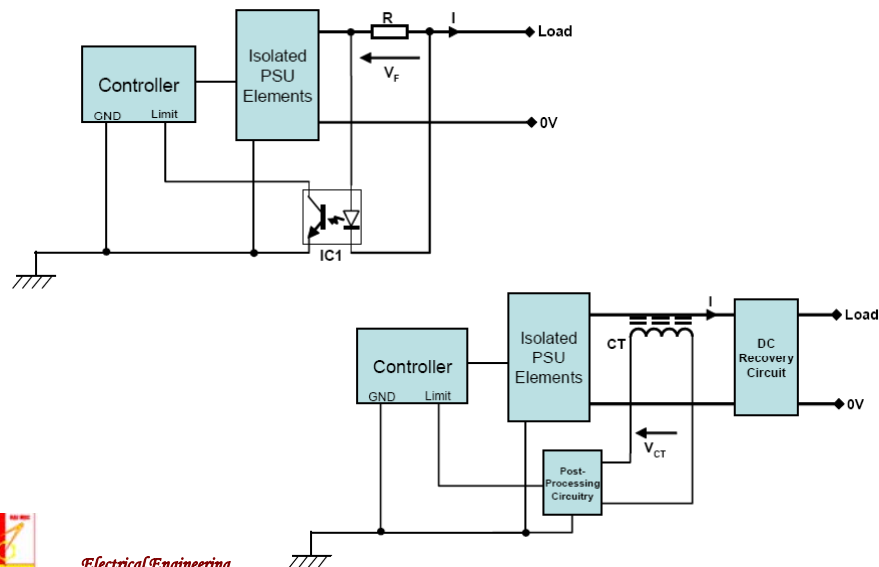 R
I
Load
Isolated
PSU
Elements
Controller
GND
Limit
VF
0V
IC1
I
Load
Isolated
PSU
Elements
CT
DC
Recovery
Circuit
Controller
GND
Limit
0V
VCT
Post-
Processing
Circuitry
Electrical Engineering